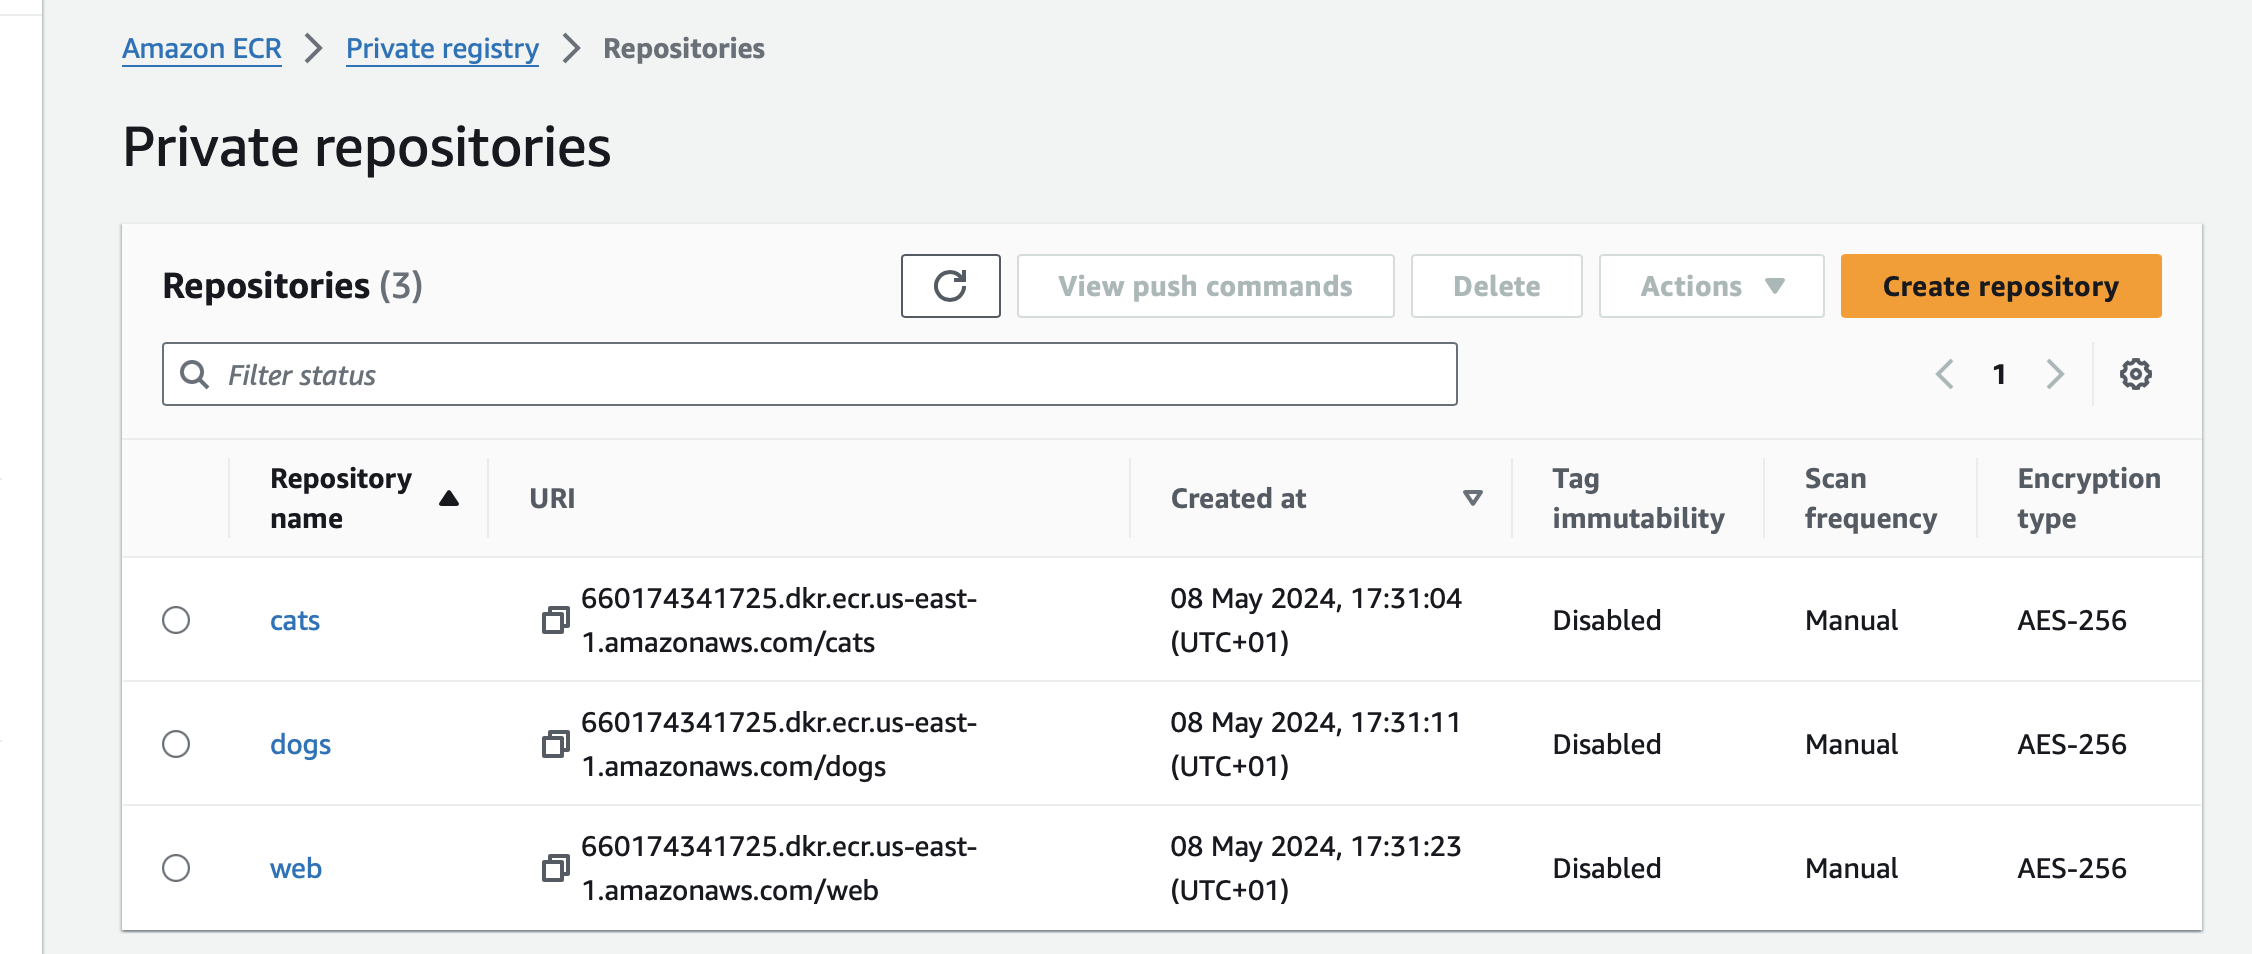 Amazon ECR > Private registry > Repositories
Private repositories
Repositories (3)
View push commands
Delete
Actions
Create repository
Filter status
1
Repository name
URI
Created at
Tag immutability
Scan frequency
Encryption type
cats
660174341725.dkr.ecr.us-east-
1.amazonaws.com/cats
08 May 2024, 17:31:04
(UTC+01)
Disabled
Manual
AES-256
dogs
660174341725.dkr.ecr.us-east-
1.amazonaws.com/dogs
08 May 2024, 17:31:11
(UTC+01)
Disabled
Manual
AES-256
web
660174341725.dkr.ecr.us-east-
1.amazonaws.com/web
08 May 2024, 17:31:23
(UTC+01)
Disabled
Manual
AES-256